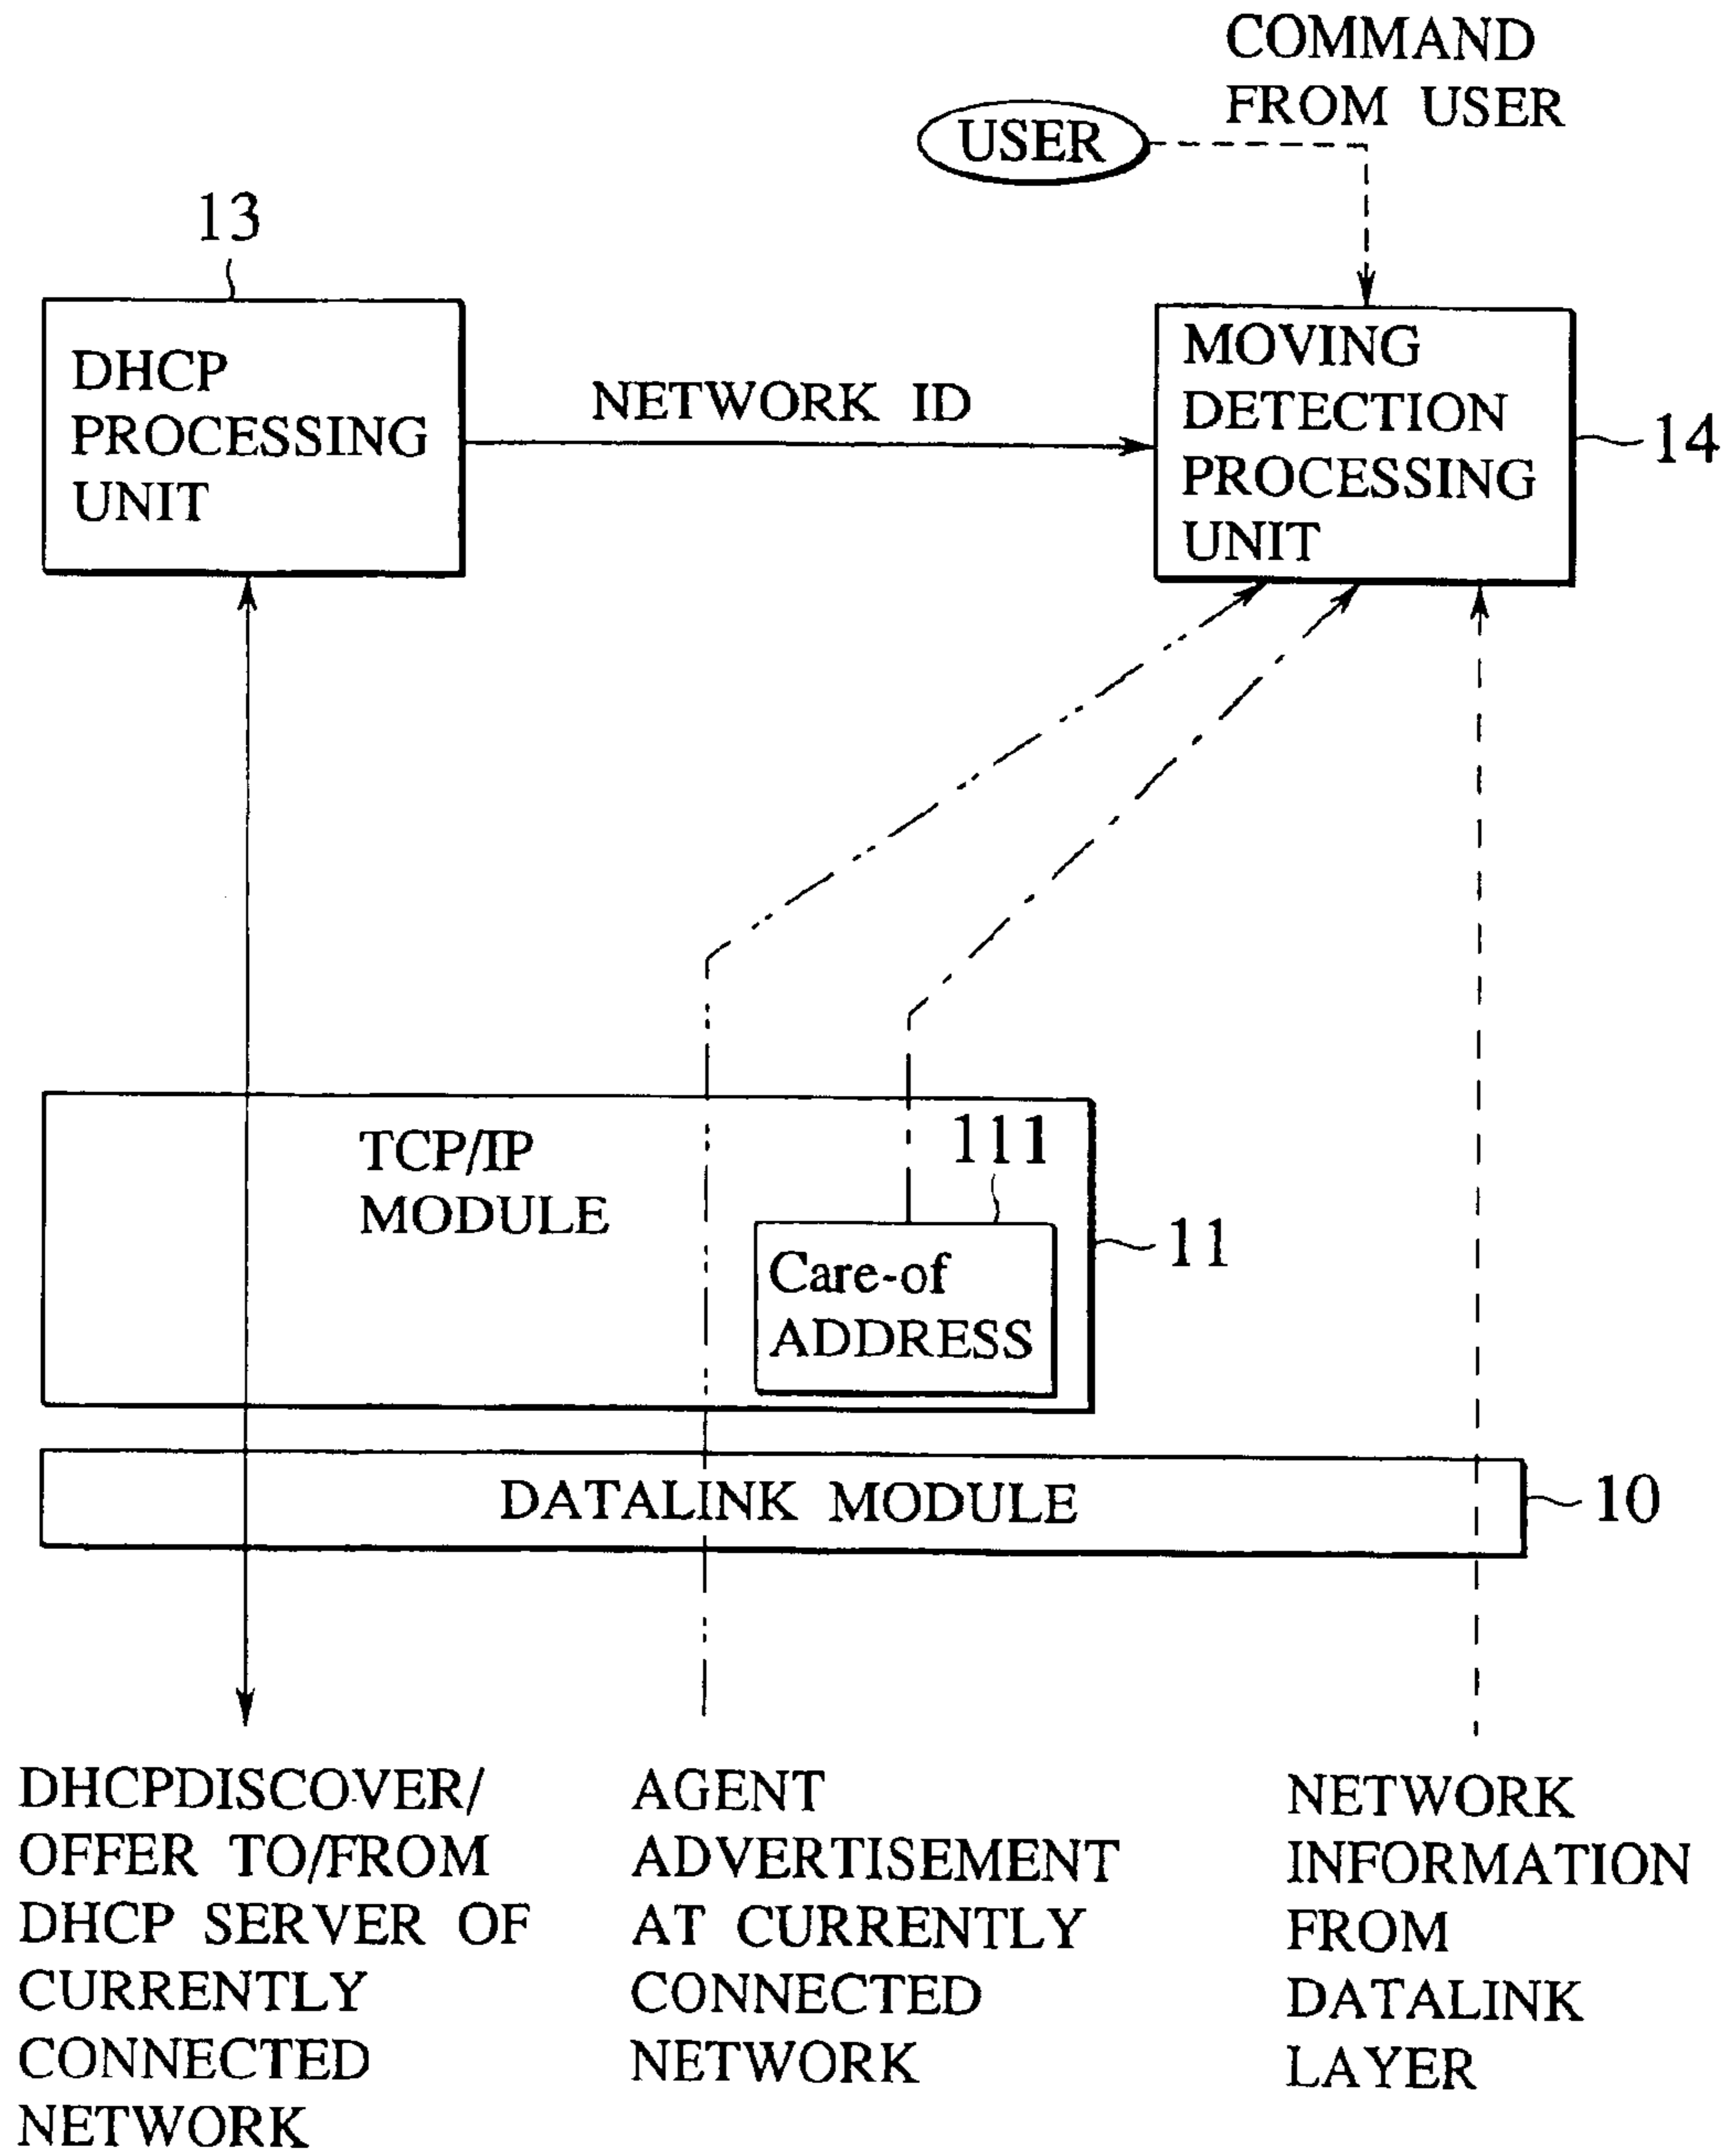 COMMAND
FROM USER
USER
13
DHCP
PROCESSING
UNIT
NETWORK ID
MOVING
DETECTION
PROCESSING
UNIT
14
TCP/IP
MODULE
111
Care-of
ADDRESS
11
DATALINK MODULE
10
DHCPDISCOVER/
OFFER TO/FROM
DHCP SERVER OF
CURRENTLY
CONNECTED
NETWORK
AGENT
ADVERTISEMENT
AT CURRENTLY
CONNECTED
NETWORK
NETWORK
INFORMATION
FROM
DATALINK
LAYER